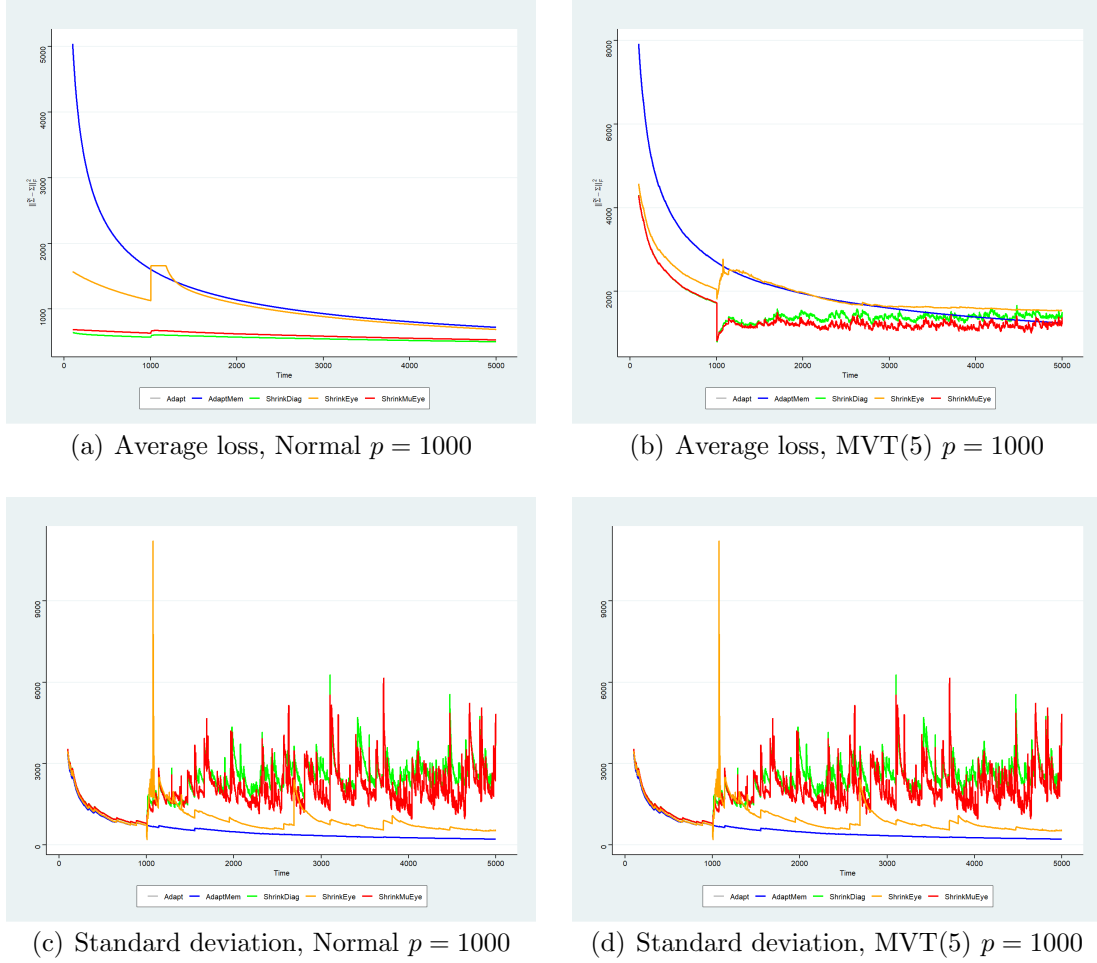 5000
4000
3000
2000
1000
0 1000 2000 3000 4000 5000
Time
Adapt AdaptMem ShrinkDiag ShrinkEye ShrinkMuEye
(a) Average loss, Normal p = 1000
8000
6000
4000
2000
0 1000 2000 3000 4000 5000
Time
Adapt AdaptMem ShrinkDiag ShrinkEye ShrinkMuEye
(b) Average loss, MVT(5) p = 1000
9000
6000
3000
0
0 1000 2000 3000 4000 5000
Time
Adapt AdaptMem ShrinkDiag ShrinkEye ShrinkMuEye
(c) Standard deviation, Normal p = 1000
9000
6000
3000
0
0 1000 2000 3000 4000 5000
Time
Adapt AdaptMem ShrinkDiag ShrinkEye ShrinkMuEye
(d) Standard deviation, MVT(5) p = 1000